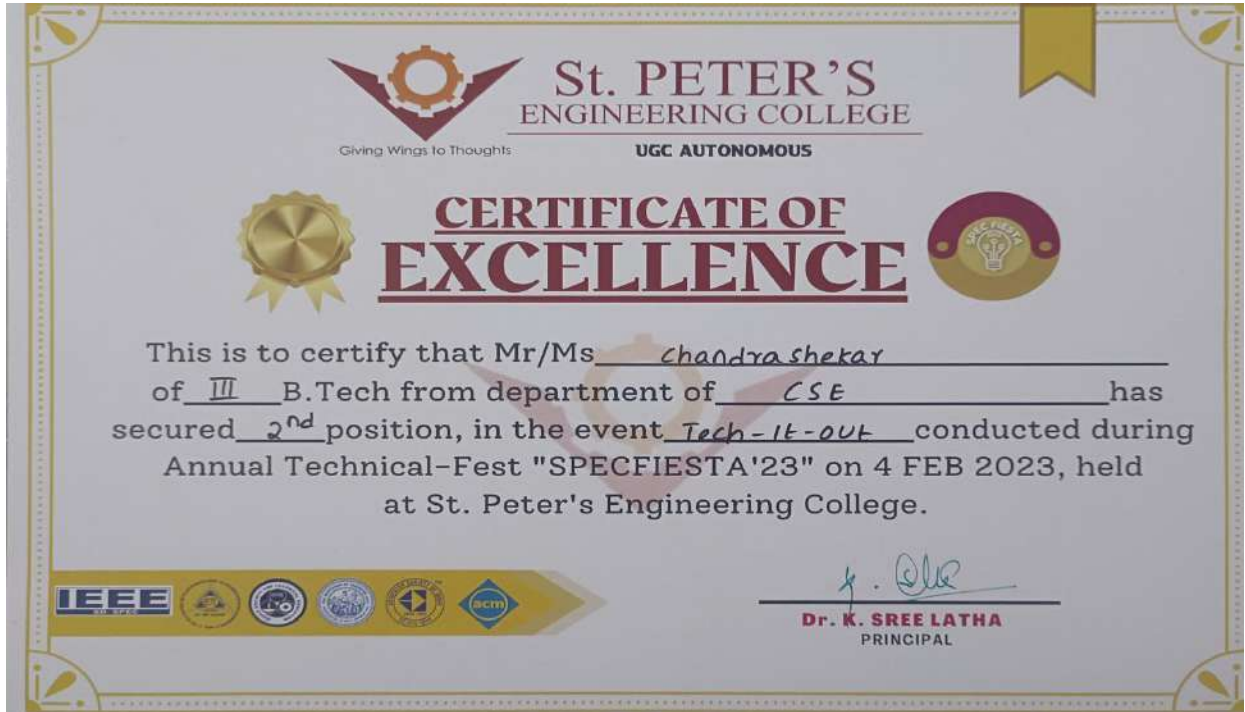 St. PETER'S
ENGINEERING COLLEGE
Giving Wings to Thoughts
UGC AUTONOMOUS
CERTIFICATE OF
EXCELLENCE
SPECFIESTA
This is to certify that Mr/Ms Chandrashekar
of III B.Tech from department of CSE has
secured 2nd position, in the event Tech-It-out conducted during
Annual Technical-Fest "SPECFIESTA'23" on 4 FEB 2023, held
at St. Peter's Engineering College.
IEEE
acm
Dr. K. SREE LATHA
PRINCIPAL